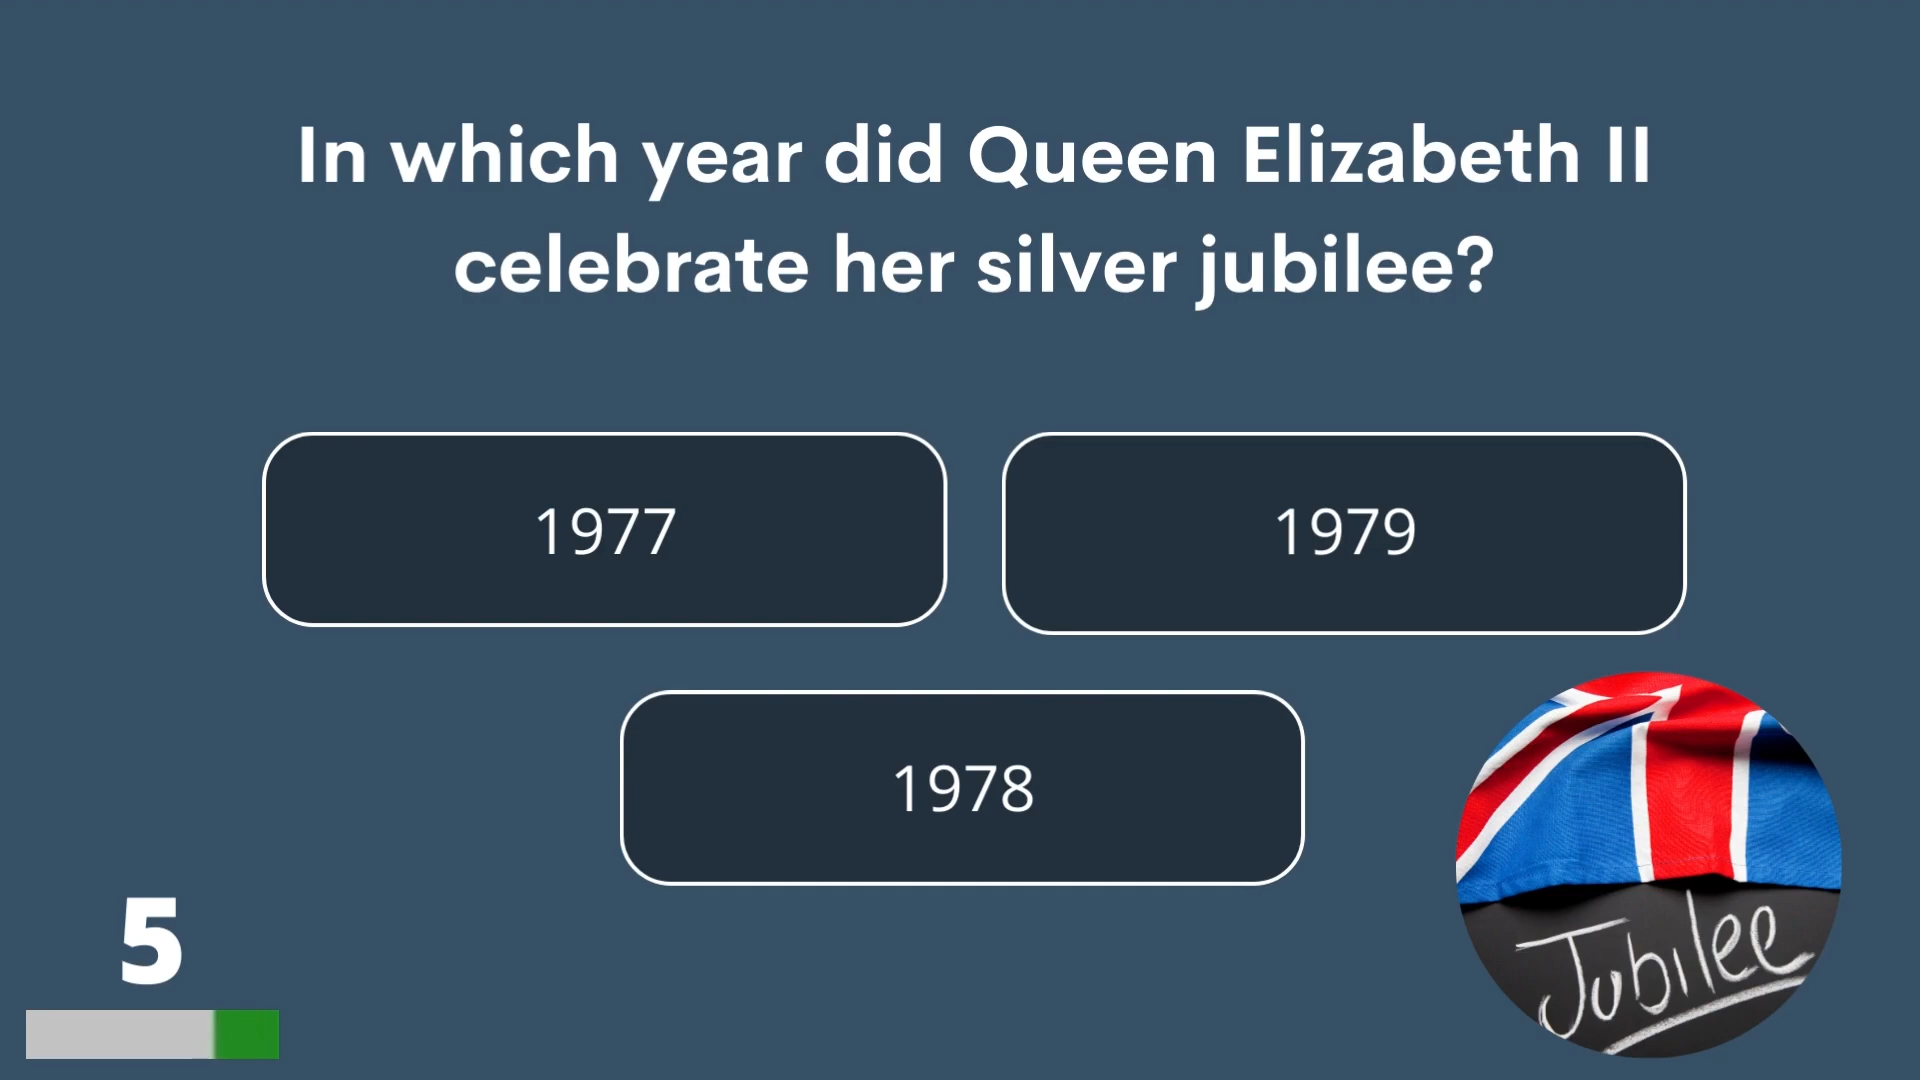 In which year did Queen Elizabeth II
celebrate her silver jubilee?
1977
1979
1978
5
Jubilee